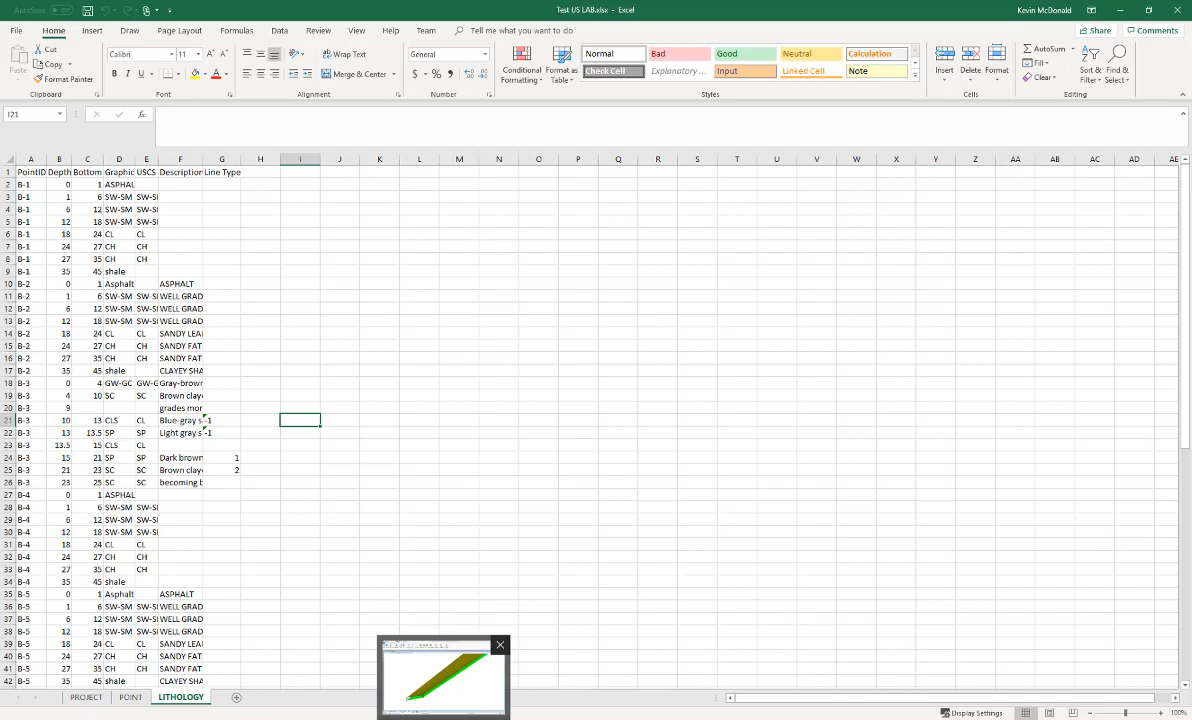 AutoSave Off Test US LAB.xlsx - Excel Kevin McDonald
File Home Insert Draw Page Layout Formulas Data Review View Help Team Tell me what you want to do Share Comments
Paste Cut Copy Format Painter Clipboard
Calibri 11 A A B I U Font
Wrap Text Merge & Center Alignment
General $ % Number
Conditional Formatting Format as Table
Normal Bad Good Neutral Calculation
Check Cell Explanatory ... Input Linked Cell Note
Styles
Insert Delete Format Cells
AutoSum Fill Clear Sort & Filter Find & Select Editing
I21 fx
A B C D E F G H I J K L M N O P Q R S T U V W X Y Z AA AB AC AD AE
1 PointID Depth Bottom Graphic USCS Description Line Type
2 B-1 0 1 ASPHAL
3 B-1 1 6 SW-SM SW-SI
4 B-1 6 12 SW-SM SW-SI
5 B-1 12 18 SW-SM SW-SI
6 B-1 18 24 CL CL
7 B-1 24 27 CH CH
8 B-1 27 35 CH CH
9 B-1 35 45 shale
10 B-2 0 1 Asphalt ASPHALT
11 B-2 1 6 SW-SM SW-SI WELL GRAD
12 B-2 6 12 SW-SM SW-SI WELL GRAD
13 B-2 12 18 SW-SM SW-SI WELL GRAD
14 B-2 18 24 CL CL SANDY LEA
15 B-2 24 27 CH CH SANDY FAT
16 B-2 27 35 CH CH SANDY FAT
17 B-2 35 45 shale CLAYEY SHA
18 B-3 0 4 GW-GC GW-G Gray-brown
19 B-3 4 10 SC SC Brown claye
20 B-3 9 grades mor
21 B-3 10 13 CLS CL Blue-gray s -1
22 B-3 13 13.5 SP SP Light gray s -1
23 B-3 13.5 15 CLS CL
24 B-3 15 21 SP SP Dark brown 1
25 B-3 21 23 SC SC Brown claye 2
26 B-3 23 25 SC SC becoming b
27 B-4 0 1 ASPHAL
28 B-4 1 6 SW-SM SW-SI
29 B-4 6 12 SW-SM SW-SI
30 B-4 12 18 SW-SM SW-SI
31 B-4 18 24 CL CL
32 B-4 24 27 CH CH
33 B-4 27 35 CH CH
34 B-4 35 45 shale
35 B-5 0 1 Asphalt ASPHALT
36 B-5 1 6 SW-SM SW-SI WELL GRAD
37 B-5 6 12 SW-SM SW-SI WELL GRAD
38 B-5 12 18 SW-SM SW-SI WELL GRAD
39 B-5 18 24 CL CL SANDY LEA
40 B-5 24 27 CH CH SANDY FAT
41 B-5 27 35 CH CH SANDY FAT
42 B-5 35 45 shale CLAYEY SHA
PROJECT POINT LITHOLOGY
Display Settings 100%